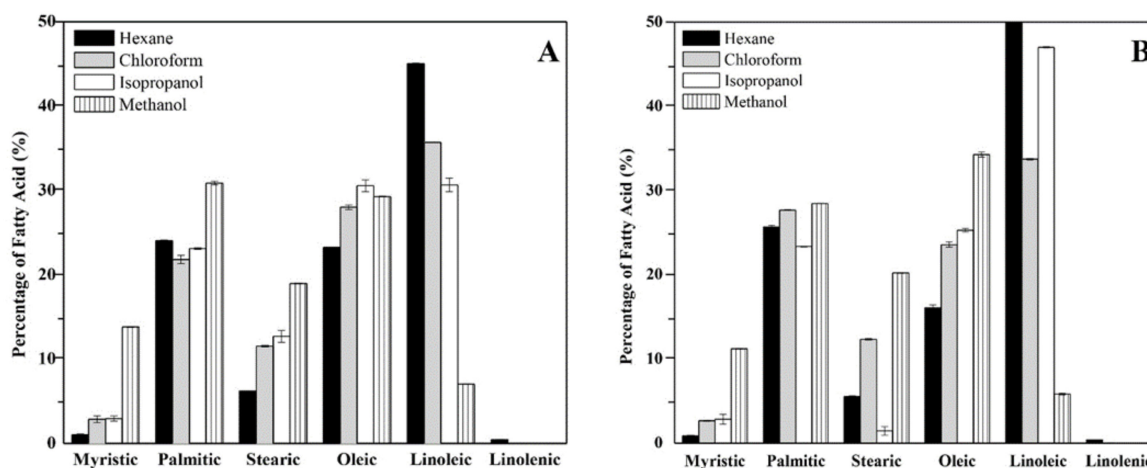 Percentage of Fatty Acid (%)
50
40
30
20
10
0
Hexane
Chloroform
Isopropanol
Methanol
A
Myristic Palmitic Stearic Oleic Linoleic Linolenic
Percentage of Fatty Acid (%)
50
40
30
20
10
0
Hexane
Chloroform
Isopropanol
Methanol
B
Myristic Palmitic Stearic Oleic Linoleic Linolenic